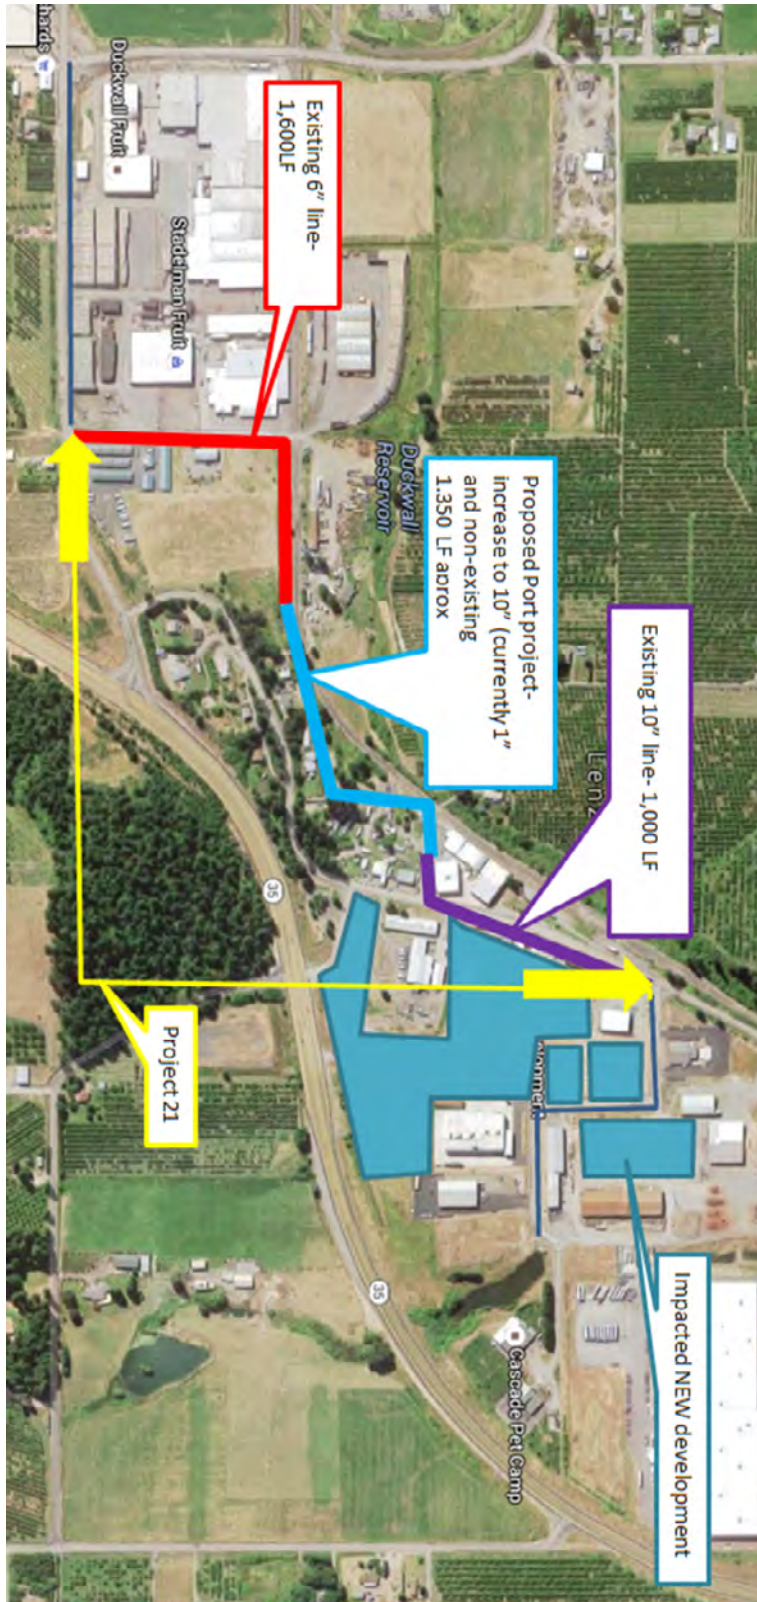 hards
Duckwall Fruit
Stadelman Fruit
Existing 6” line-
1,600LF
Duckwall
Reservoir
Proposed Port project-
increase to 10” (currently 1”
and non-existing
1.350 LF aprox
Existing 10” line- 1,000 LF
Len
35
Project 21
35
Cascade Pet Camp
Impacted NEW development